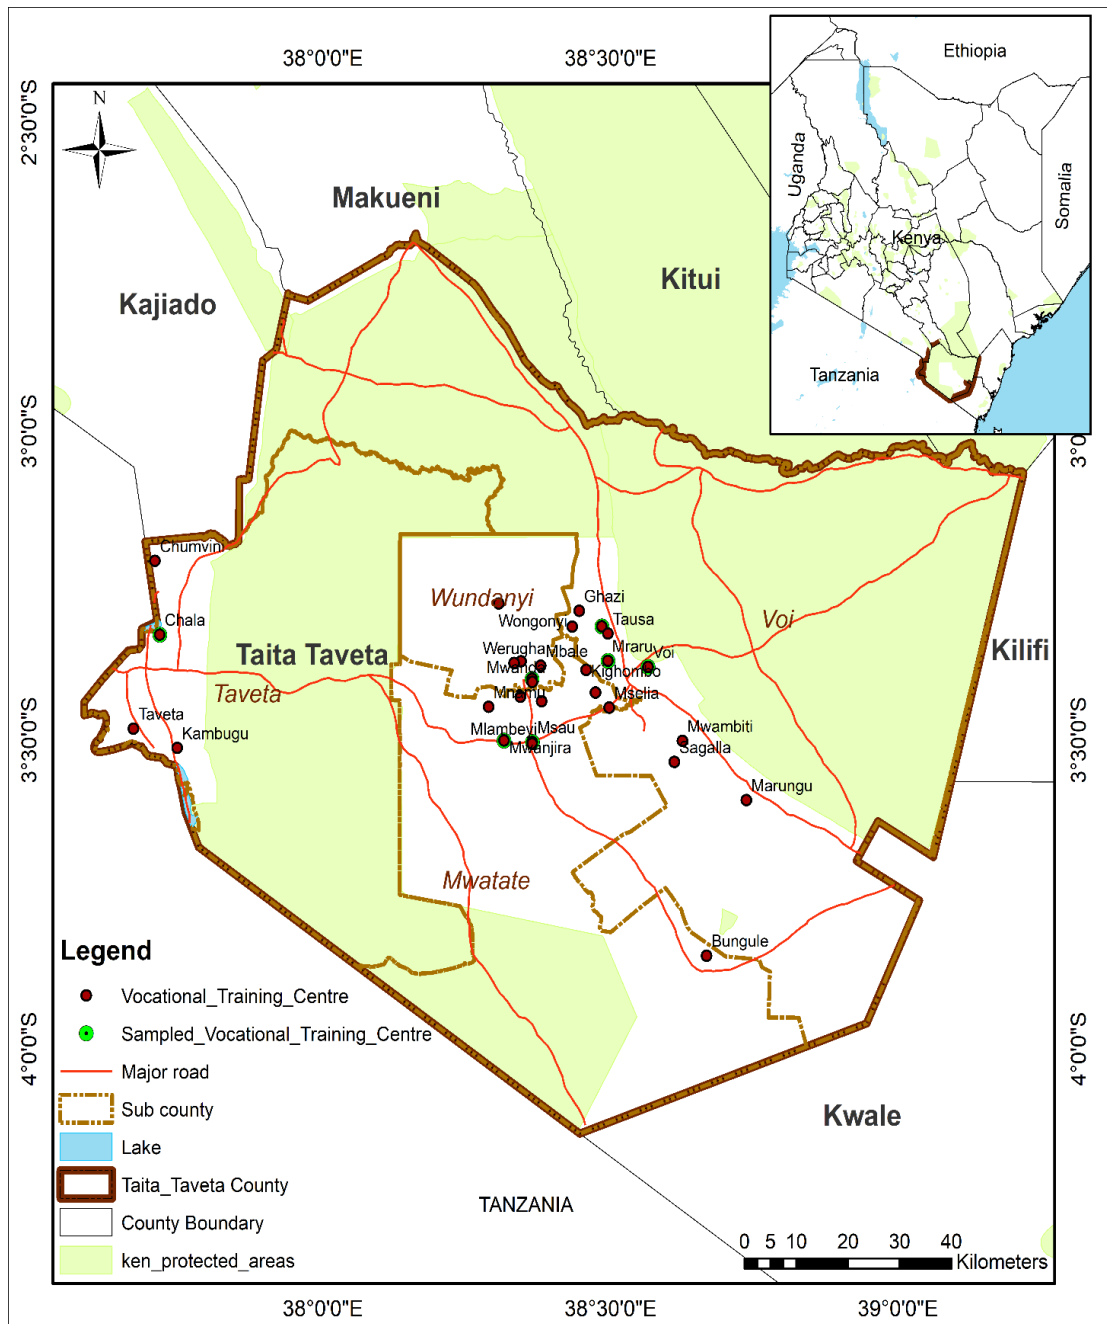 38°0'0"E
38°30'0"E
2°30'0"S
3°0'0"S
3°30'0"S
4°0'0"S
N
Makueni
Kajiado
Kitui
Ethiopia
Uganda
Somalia
Kenya
Tanzania
3°0
3°30'0"S
4°0'0"S
Chumvini
Chala
Taita Taveta
Taveta
Taveta
Kambugu
Wundanyi
Ghazi
Wongonyi
Tausa
Voi
Werugha
Mbale
Mraru
Voi
Mwanda
Kighombo
Mselia
Mlambeyi
Msau
Mwanjira
Mwambiti
Sagalla
Marungu
Kilifi
Mwatate
Bungule
Kwale
TANZANIA
Legend
Vocational_Training_Centre
Sampled_Vocational_Training_Centre
Major road
Sub county
Lake
Taita_Taveta County
County Boundary
ken_protected_areas
0 5 10 20 30 40
Kilometers
38°0'0"E
38°30'0"E
39°0'0"E